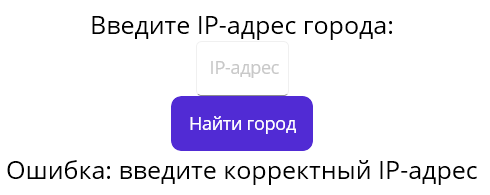 Введите IP-адрес города:
IP-адрес
Найти город
Ошибка: введите корректный IP-адрес